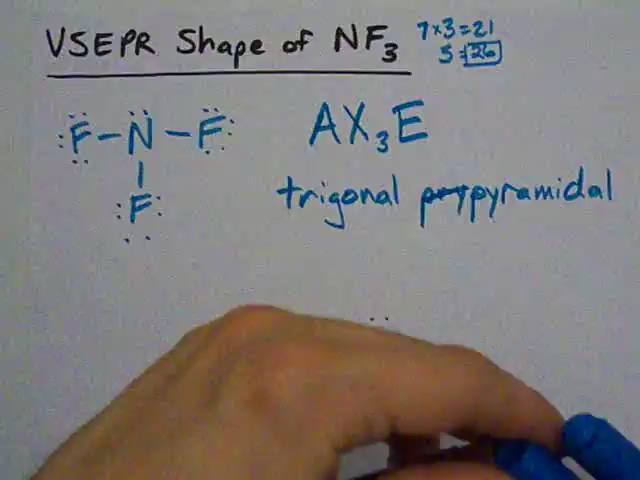 VSEPR Shape of NF₃
7×3=21
5 = 26
:F–N–F:
:F:
AX₃E
trigonal pyramidal